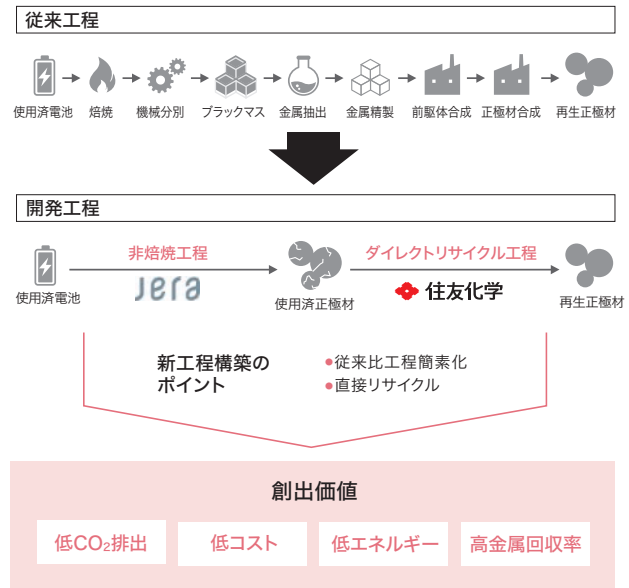 従来工程
使用済電池 焙焼 機械分別 ブラックマス 金属抽出 金属精製 前駆体合成 正極材合成 再生正極材
開発工程
非焙焼工程 ダイレクトリサイクル工程
Jera 住友化学
使用済電池 使用済正極材 再生正極材
新工程構築の
ポイント
●従来比工程簡素化
●直接リサイクル
創出価値
低CO₂排出 低コスト 低エネルギー 高金属回収率